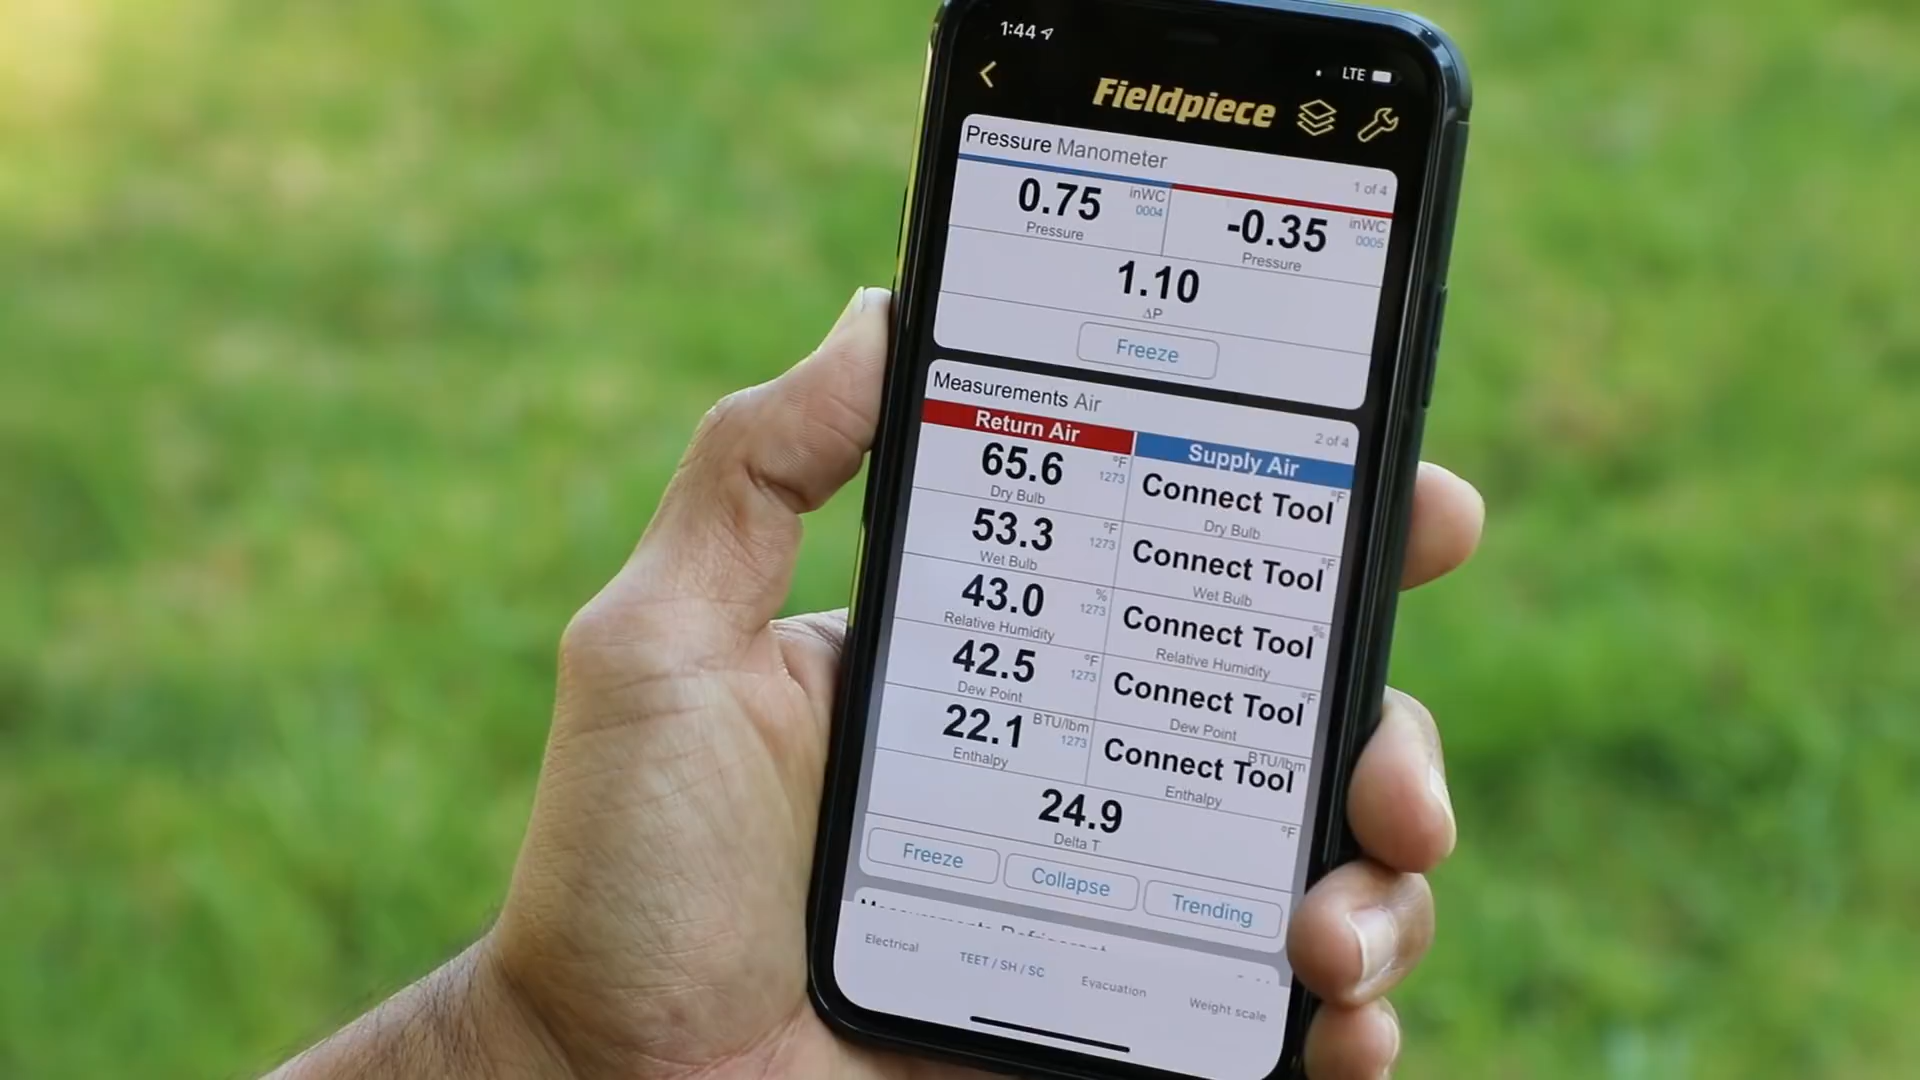 1:44
LTE
Fieldpiece
Pressure Manometer
1 of 4
0.75 inWC 0004
Pressure
-0.35 inWC 0005
Pressure
1.10
ΔP
Freeze
Measurements Air
2 of 4
Return Air
Supply Air
65.6 °F 1273
Dry Bulb
Connect Tool °F
Dry Bulb
53.3 °F 1273
Wet Bulb
Connect Tool °F
Wet Bulb
43.0 % 1273
Relative Humidity
Connect Tool %
Relative Humidity
42.5 °F 1273
Dew Point
Connect Tool °F
Dew Point
22.1 BTU/lbm 1273
Enthalpy
Connect Tool BTU/lbm
Enthalpy
24.9 °F
Delta T
Freeze
Collapse
Trending
Electrical
TEET / SH / SC
Evacuation
Weight scale